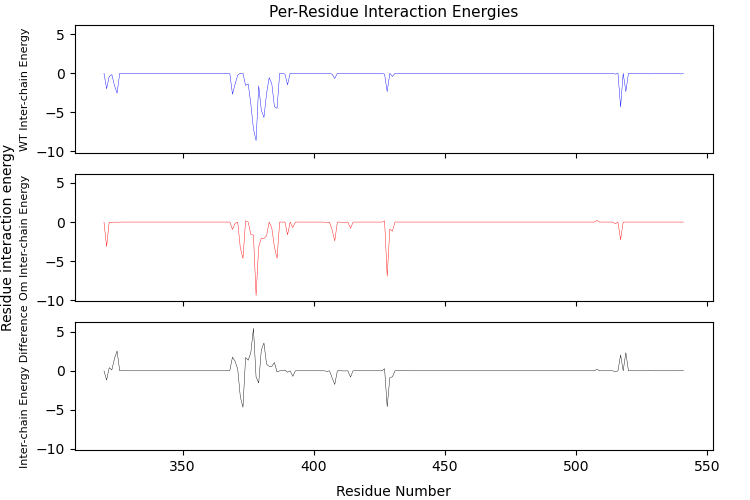 Per-Residue Interaction Energies
WT Inter-chain Energy
5
0
−5
−10
Om Inter-chain Energy
5
0
−5
−10
Inter-chain Energy Difference
5
0
−5
−10
Residue interaction energy
350
400
450
500
550
Residue Number